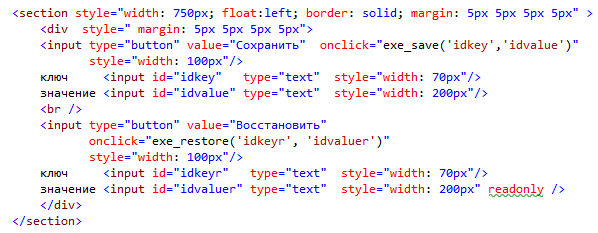 <section style="width: 750px; float:left; border: solid; margin: 5px 5px 5px 5px" >
<div  style=" margin: 5px 5px 5px 5px">
<input type="button" value="Сохранить"  onclick="exe_save('idkey','idvalue')"
style="width: 100px"/>
ключ     <input id="idkey"   type="text"  style="width: 70px"/>
значение <input id="idvalue" type="text"  style="width: 200px"/>
<br />
<input type="button" value="Восстановить"
onclick="exe_restore('idkeyr', 'idvaluer')"
style="width: 100px"/>
ключ     <input id="idkeyr"   type="text"  style="width: 70px"/>
значение <input id="idvaluer" type="text"  style="width: 200px" readonly />
</div>
</section>